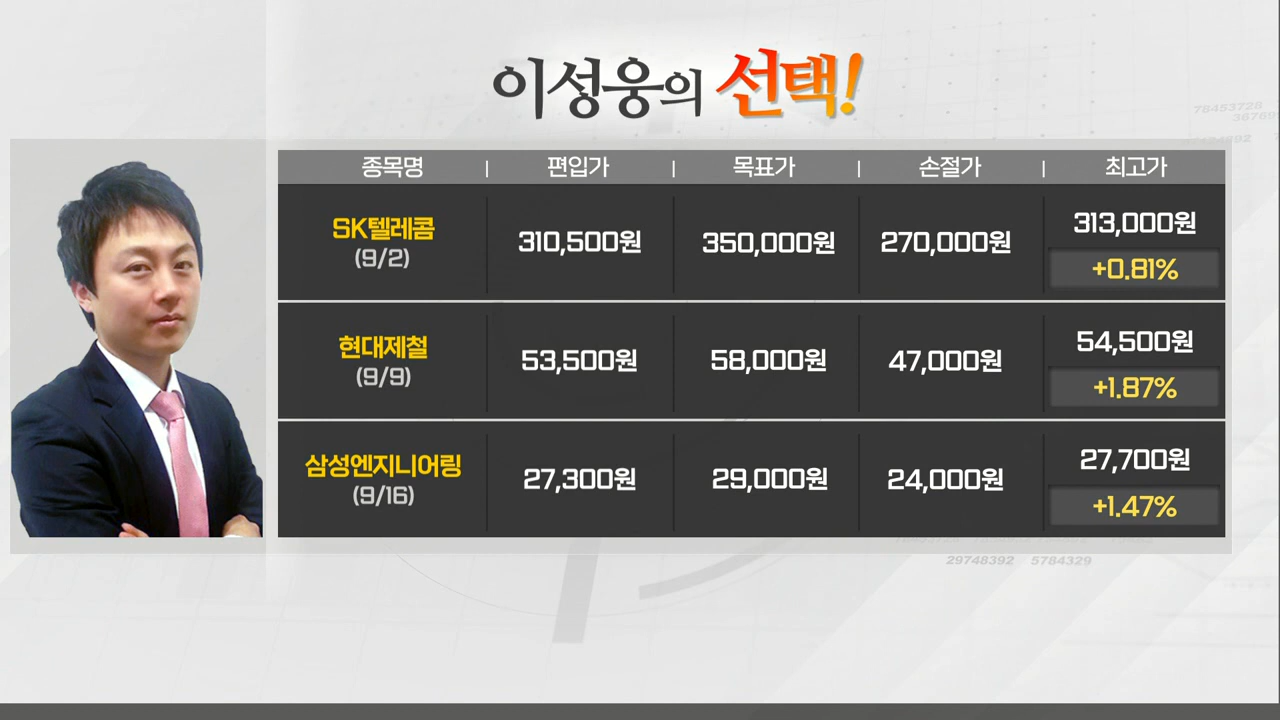 이성웅의 선택!
종목명 | 편입가 | 목표가 | 손절가 | 최고가
SK텔레콤
(9/2)
310,500원
350,000원
270,000원
313,000원
+0.81%
현대제철
(9/9)
53,500원
58,000원
47,000원
54,500원
+1.87%
삼성엔지니어링
(9/16)
27,300원
29,000원
24,000원
27,700원
+1.47%
78453728
29748392 5784329